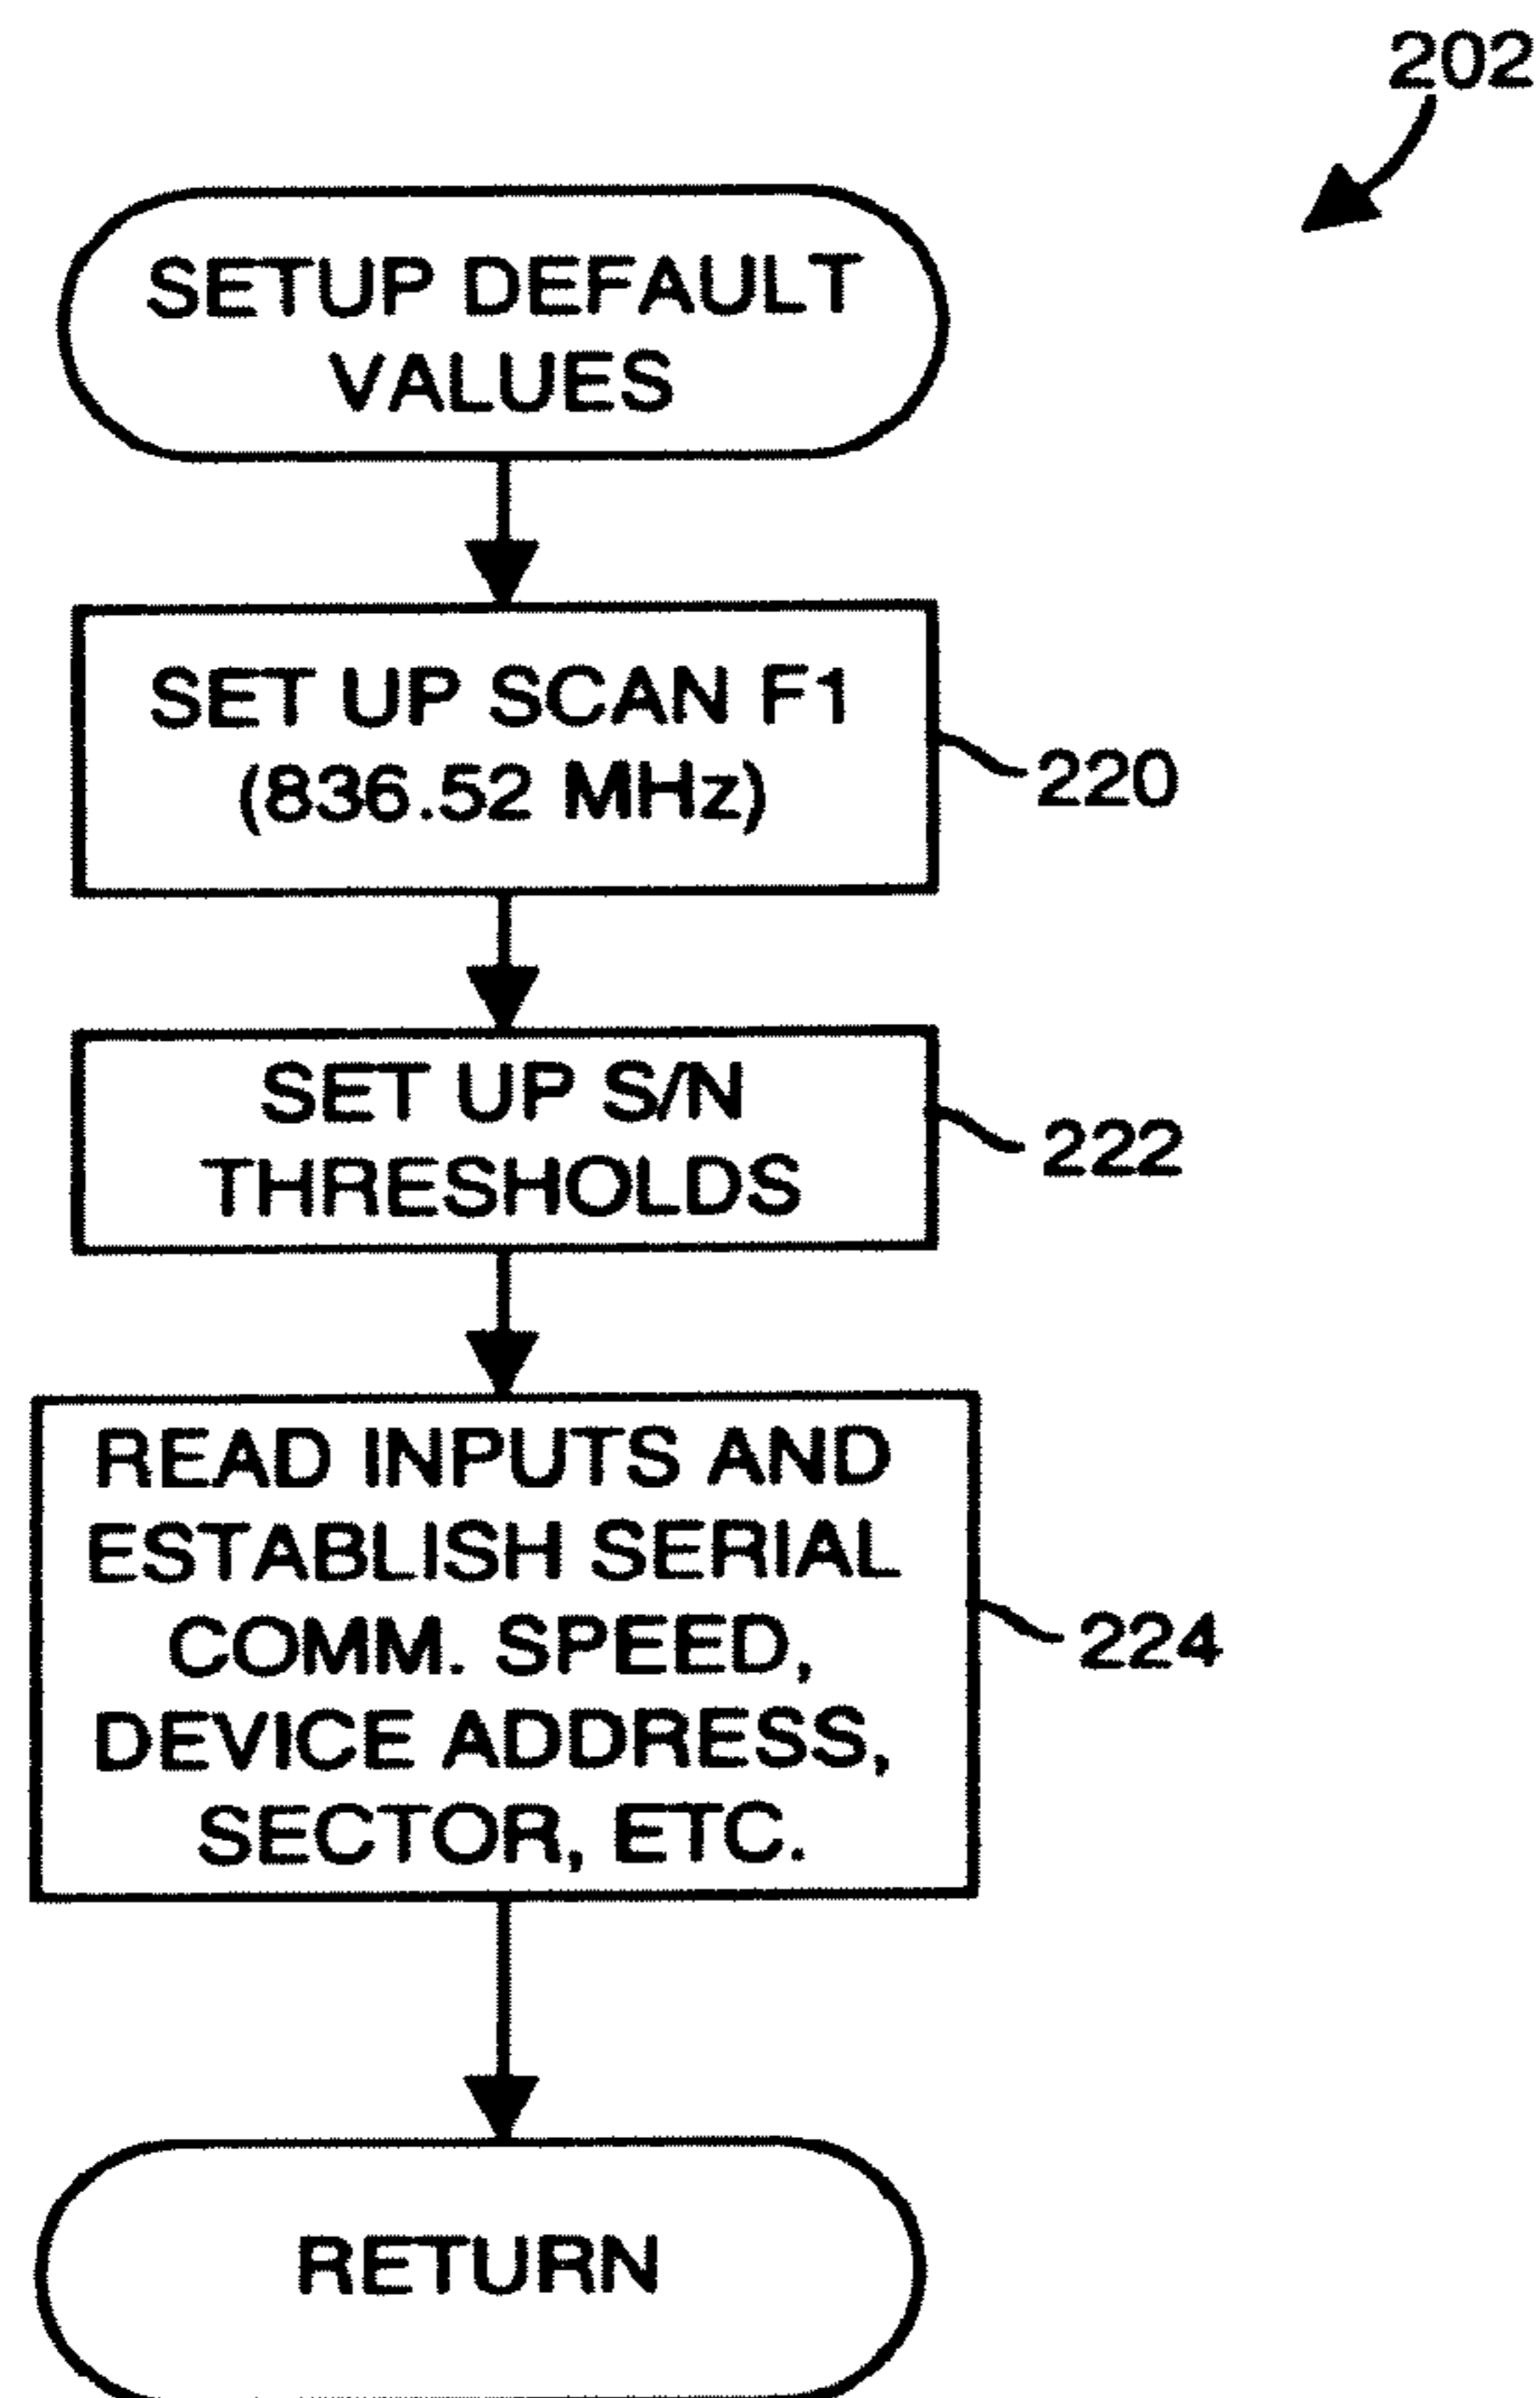 202
SETUP DEFAULT
VALUES
SET UP SCAN F1
(836.52 MHz)
220
SET UP S/N
THRESHOLDS
222
READ INPUTS AND
ESTABLISH SERIAL
COMM. SPEED,
DEVICE ADDRESS,
SECTOR, ETC.
224
RETURN